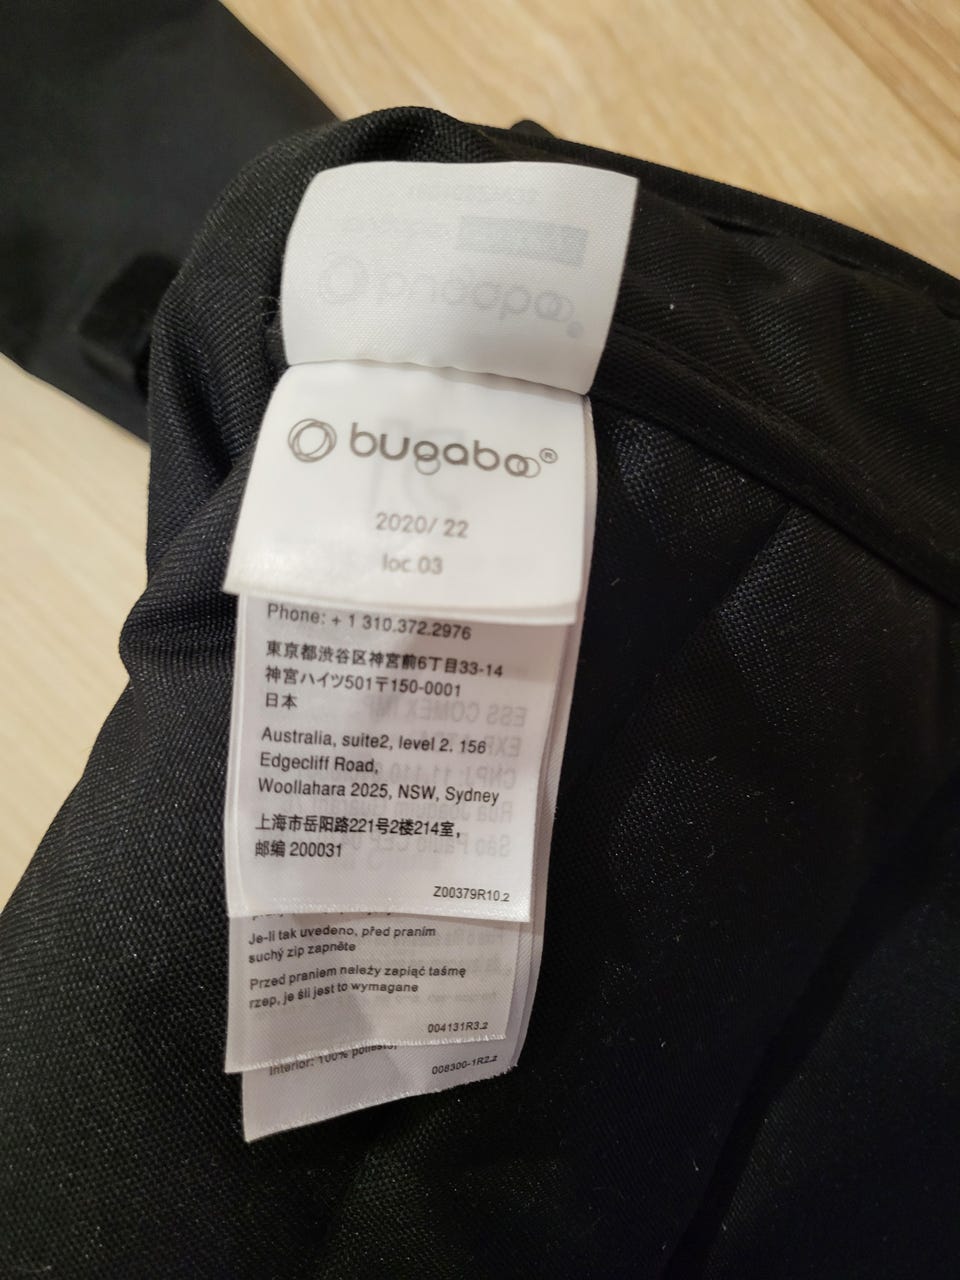 bugaboo®
2020/ 22
loc.03
Phone: + 1 310.372.2976
東京都渋谷区神宮前6丁目33-14
神宮ハイツ501〒150-0001
日本
Australia, suite2, level 2. 156
Edgecliff Road,
Woollahara 2025, NSW, Sydney
上海市岳阳路221号2楼214室,
邮编 200031
Z00379R10.2
Je-li tak uvedeno, před praním
suchý zip zapněte
Przed praniem należy zapiąć taśmę
rzep, je śli jest to wymagane
004131R3.2
Interior: 100%
008300-1R2.2